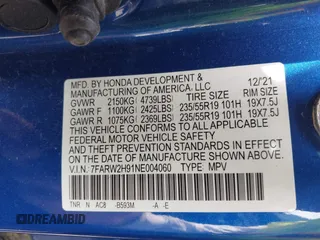 MFD. BY HONDA DEVELOPMENT &
MANUFACTURING OF AMERICA, LLC 12/21
GVWR 2150KG( 4739LBS) TIRE SIZE RIM SIZE
GAWR F 1100KG( 2425LBS) 235/55R19 101H 19X7.5J
GAWR R 1075KG( 2369LBS) 235/55R19 101H 19X7.5J
THIS VEHICLE CONFORMS TO ALL APPLICABLE
FEDERAL MOTOR VEHICLE SAFETY, BUMPER,
AND THEFT PREVENTION STANDARDS IN EFFECT ON
THE DATE OF MANUFACTURE SHOWN ABOVE.
V.I.N. 7FARW2H91NE004060 TYPE: MPV
TNR N AC8 -B593M -A -E
DREAMBID